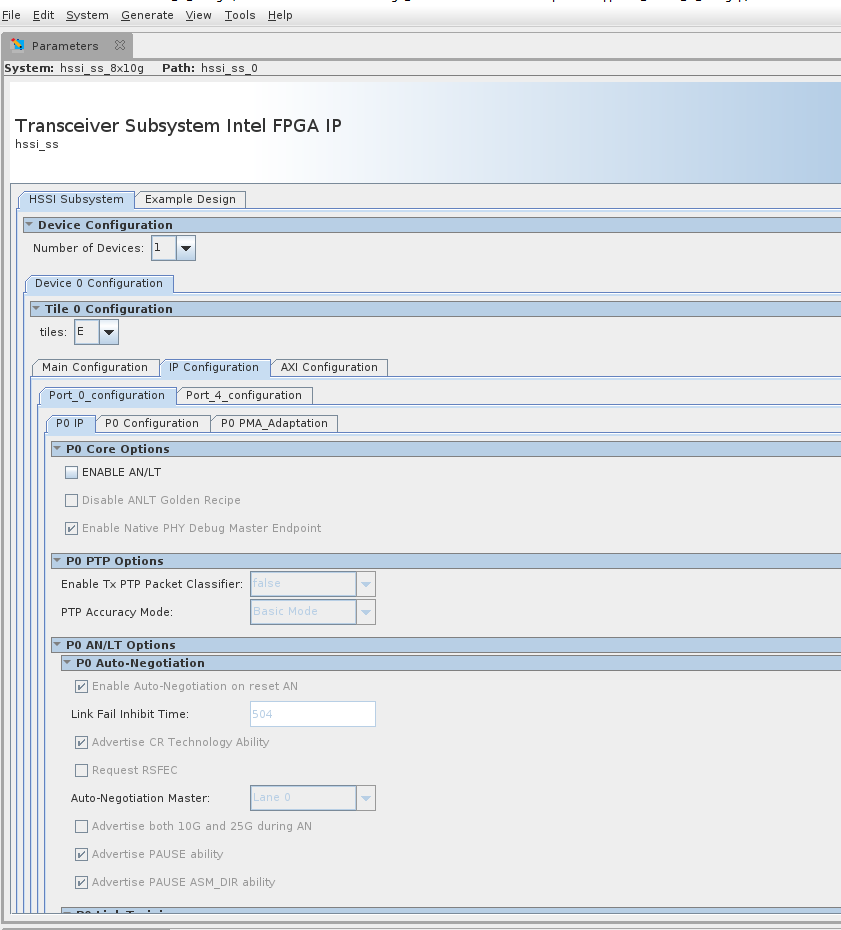 File Edit System Generate View Tools Help
Parameters
System: hssi_ss_8x10g Path: hssi_ss_0
Transceiver Subsystem Intel FPGA IP
hssi_ss
HSSI Subsystem Example Design
Device Configuration
Number of Devices: 1
Device 0 Configuration
Tile 0 Configuration
tiles: E
Main Configuration IP Configuration AXI Configuration
Port_0_configuration Port_4_configuration
P0 IP P0 Configuration P0 PMA_Adaptation
P0 Core Options
ENABLE AN/LT
Disable ANLT Golden Recipe
Enable Native PHY Debug Master Endpoint
P0 PTP Options
Enable Tx PTP Packet Classifier: false
PTP Accuracy Mode: Basic Mode
P0 AN/LT Options
P0 Auto-Negotiation
Enable Auto-Negotiation on reset AN
Link Fail Inhibit Time: 504
Advertise CR Technology Ability
Request RSFEC
Auto-Negotiation Master: Lane 0
Advertise both 10G and 25G during AN
Advertise PAUSE ability
Advertise PAUSE ASM_DIR ability